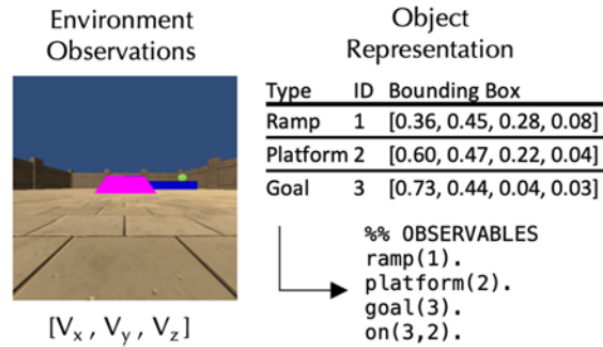 Environment
Observations
[Vx , Vy , Vz]
Object
Representation
Type ID Bounding Box
Ramp 1 [0.36, 0.45, 0.28, 0.08]
Platform 2 [0.60, 0.47, 0.22, 0.04]
Goal 3 [0.73, 0.44, 0.04, 0.03]
%% OBSERVABLES
ramp(1).
platform(2).
goal(3).
on(3,2).